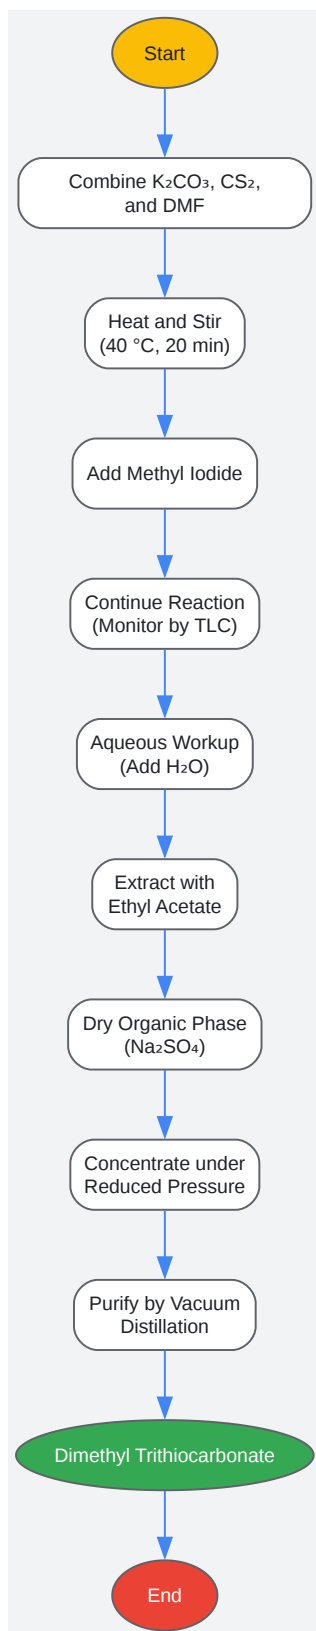 Start
Combine K₂CO₃, CS₂,
and DMF
Heat and Stir
(40 °C, 20 min)
Add Methyl Iodide
Continue Reaction
(Monitor by TLC)
Aqueous Workup
(Add H₂O)
Extract with
Ethyl Acetate
Dry Organic Phase
(Na₂SO₄)
Concentrate under
Reduced Pressure
Purify by Vacuum
Distillation
Dimethyl Trithiocarbonate
End